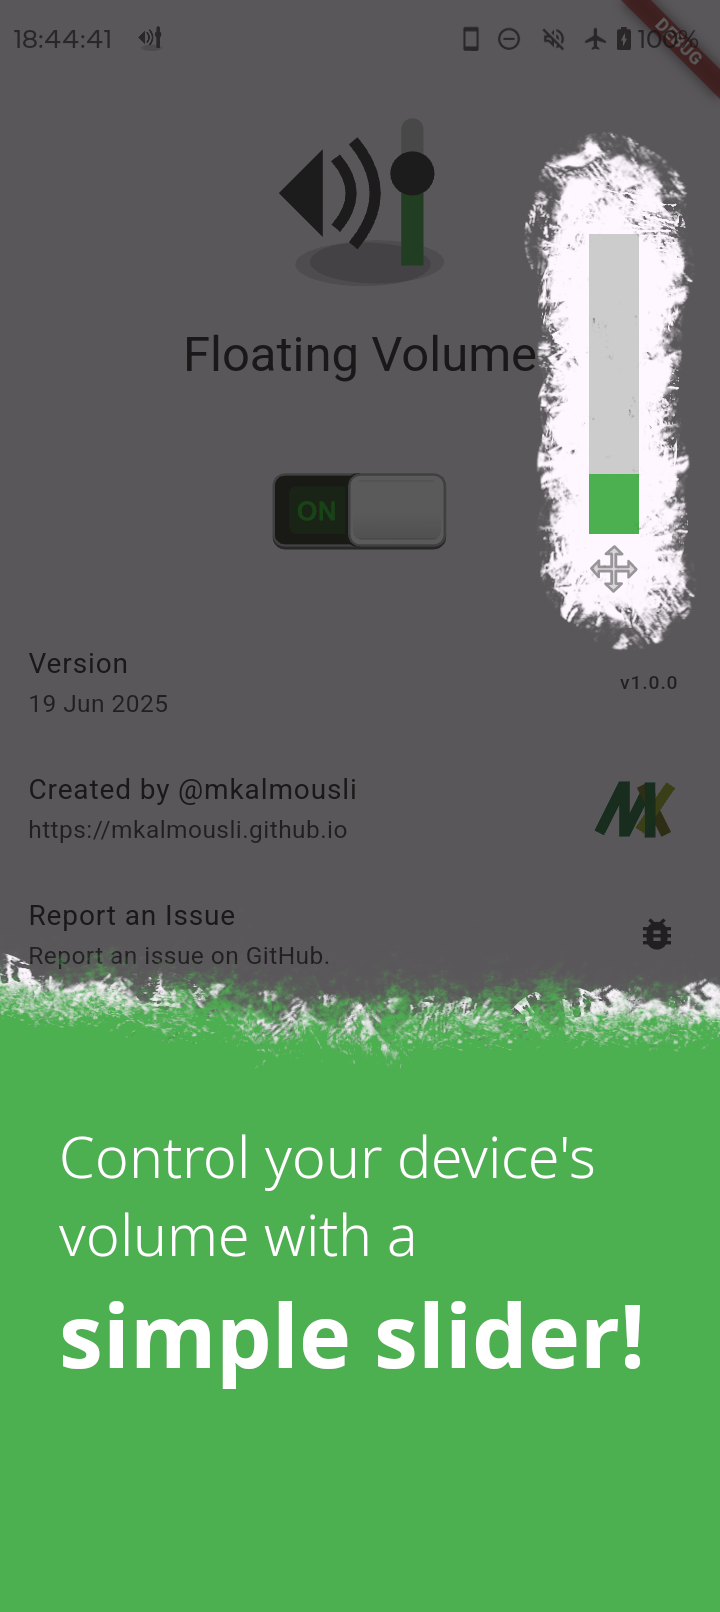 18:44:41 100%
DEBUG
Floating Volume
ON
Version
19 Jun 2025
v1.0.0
Created by @mkalmousli
https://mkalmousli.github.io
MK
Report an Issue
Report an issue on GitHub.
Control your device's
volume with a
simple slider!